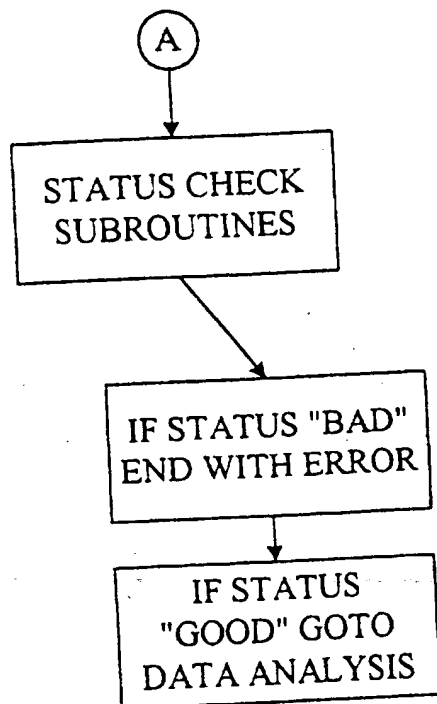 A
STATUS CHECK
SUBROUTINES
IF STATUS "BAD"
END WITH ERROR
IF STATUS
"GOOD" GOTO
DATA ANALYSIS